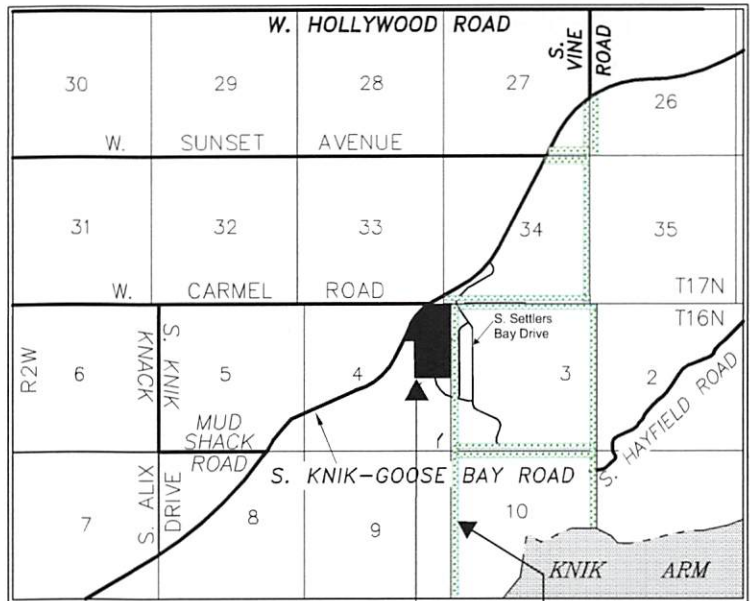 W. HOLLYWOOD ROAD
S. VINE ROAD
30 29 28 27 26
W. SUNSET AVENUE
31 32 33 34 35
W. CARMEL ROAD
T17N
T16N
S. Settlers
Bay Drive
R2W
6 5 4 3 2
S. KNIK KNACK
MUD
SHACK
ROAD
S. HAYFIELD ROAD
S. KNIK-GOOSE BAY ROAD
S. ALIX
DRIVE
7 8 9 10
KNIK ARM